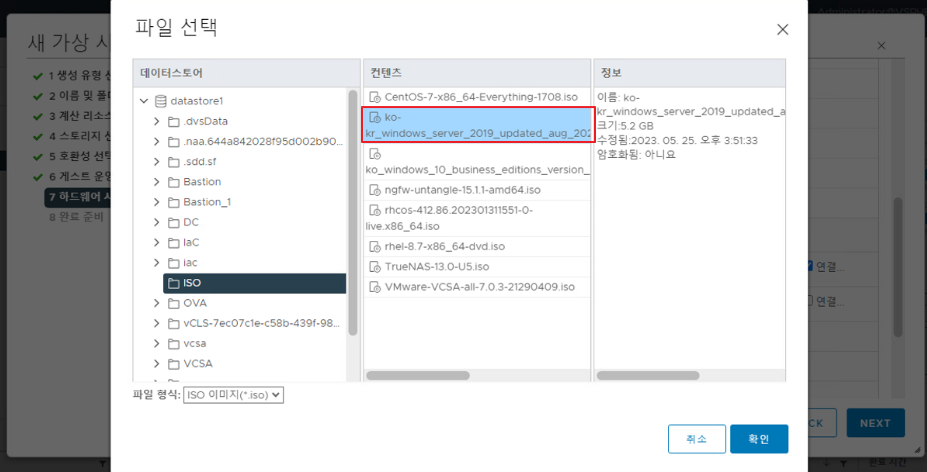 Administrator@VSPH
파일 선택
새 가상 시
1 생성 유형 선
2 이름 및 폴더
3 계산 리소스
4 스토리지 선
5 호환성 선택
6 게스트 운영
7 하드웨어 시
8 완료 준비
데이터스토어
datastore1
.dvsData
.naa.644a842028f95d002b90...
.sdd.sf
Bastion
Bastion_1
DC
IaC
iac
ISO
OVA
vCLS-7ec07c1e-c58b-439f-98...
vcsa
VCSA
컨텐츠
CentOS-7-x86_64-Everything-1708.iso
ko-
kr_windows_server_2019_updated_aug_202
ko_windows_10_business_editions_version_
ngfw-untangle-15.1.1-amd64.iso
rhcos-412.86.202301311551-0-
live.x86_64.iso
rhel-8.7-x86_64-dvd.iso
TrueNAS-13.0-U5.iso
VMware-VCSA-all-7.0.3-21290409.iso
정보
이름: ko-
kr_windows_server_2019_updated_a
크기:5.2 GB
수정됨:2023. 05. 25. 오후 3:51:33
암호화됨: 아니요
연결...
연결...
파일 형식: ISO 이미지(*.iso)
취소
확인
CK
NEXT
완료 시간